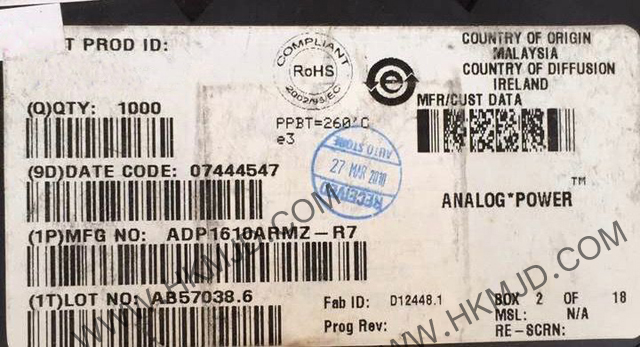 T PROD ID:
COMPLIANT
RoHS
2002/95/EC
COUNTRY OF ORIGIN
MALAYSIA
COUNTRY OF DIFFUSION
IRELAND
e
MFR/CUST DATA
(Q)QTY: 1000
PPBT=260°C
e3
AUTO STORE
27 MAR 2010
RECEIVED
(9D)DATE CODE: 07444547
ANALOG*POWER™
(1P)MFG NO: ADP1610ARMZ-R7
(1T)LOT NO: AB57038.6
Fab ID: D12448.1
BOX 2 OF 18
MSL: N/A
Prog Rev:
RE-SCRN:
WWW.HKMJD.COM
WWW.HKMJD.COM